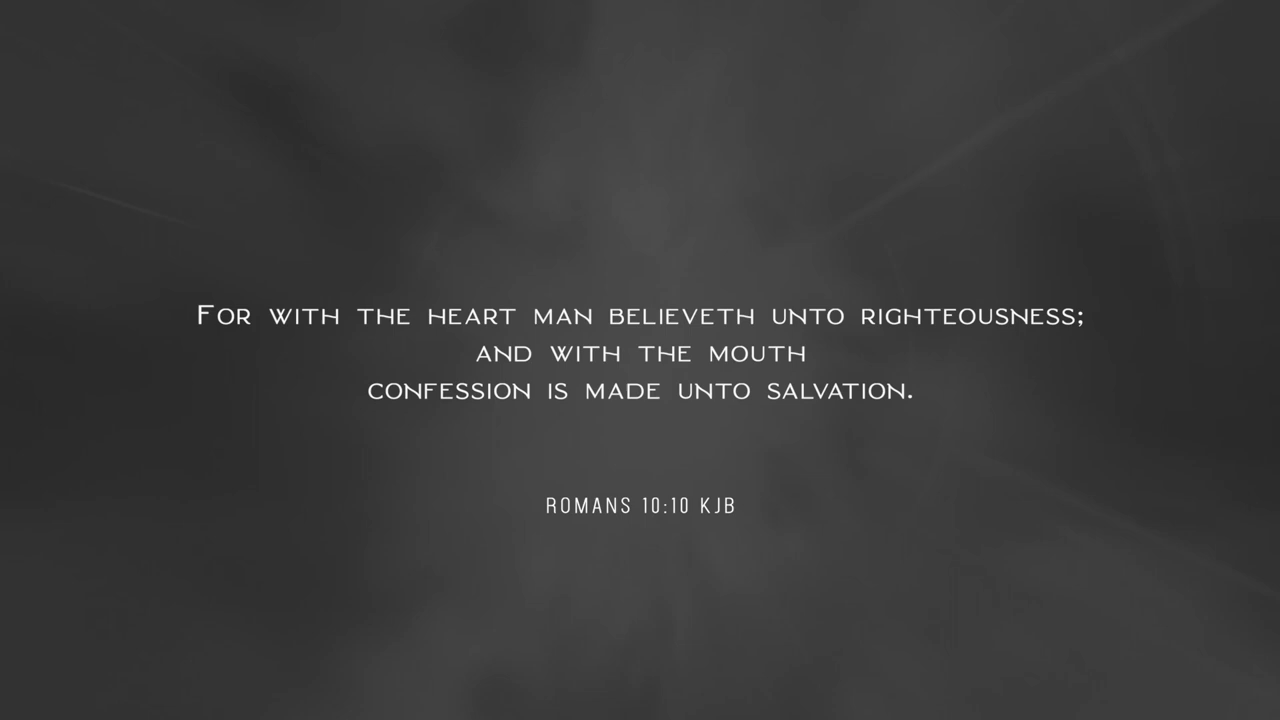 For with the heart man believeth unto righteousness;
and with the mouth
confession is made unto salvation.
ROMANS 10:10 KJB